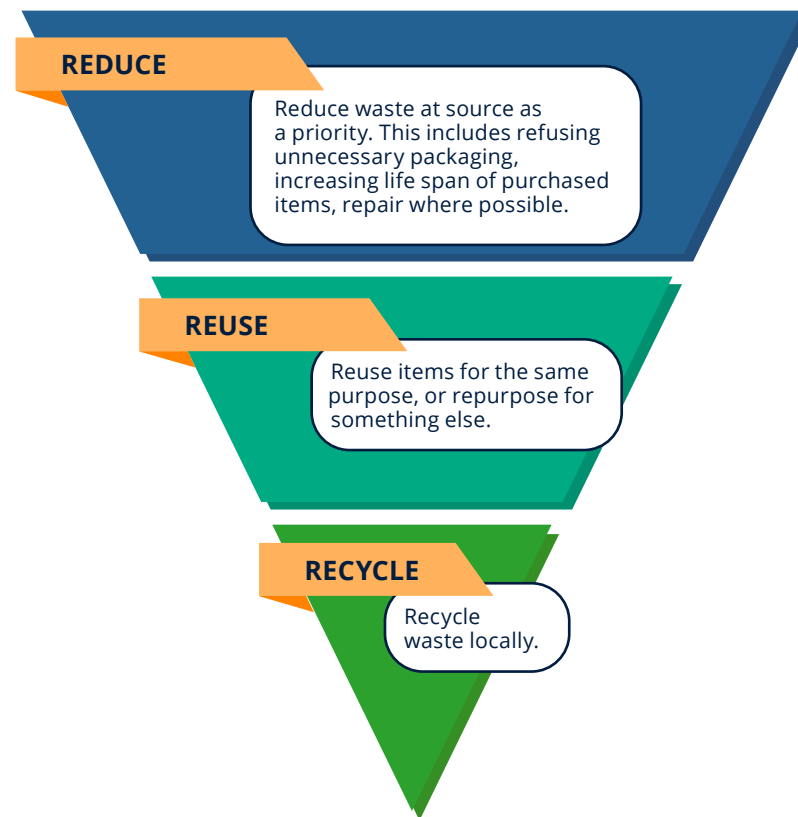 REDUCE
Reduce waste at source as
a priority. This includes refusing
unnecessary packaging,
increasing life span of purchased
items, repair where possible.
REUSE
Reuse items for the same
purpose, or repurpose for
something else.
RECYCLE
Recycle
waste locally.